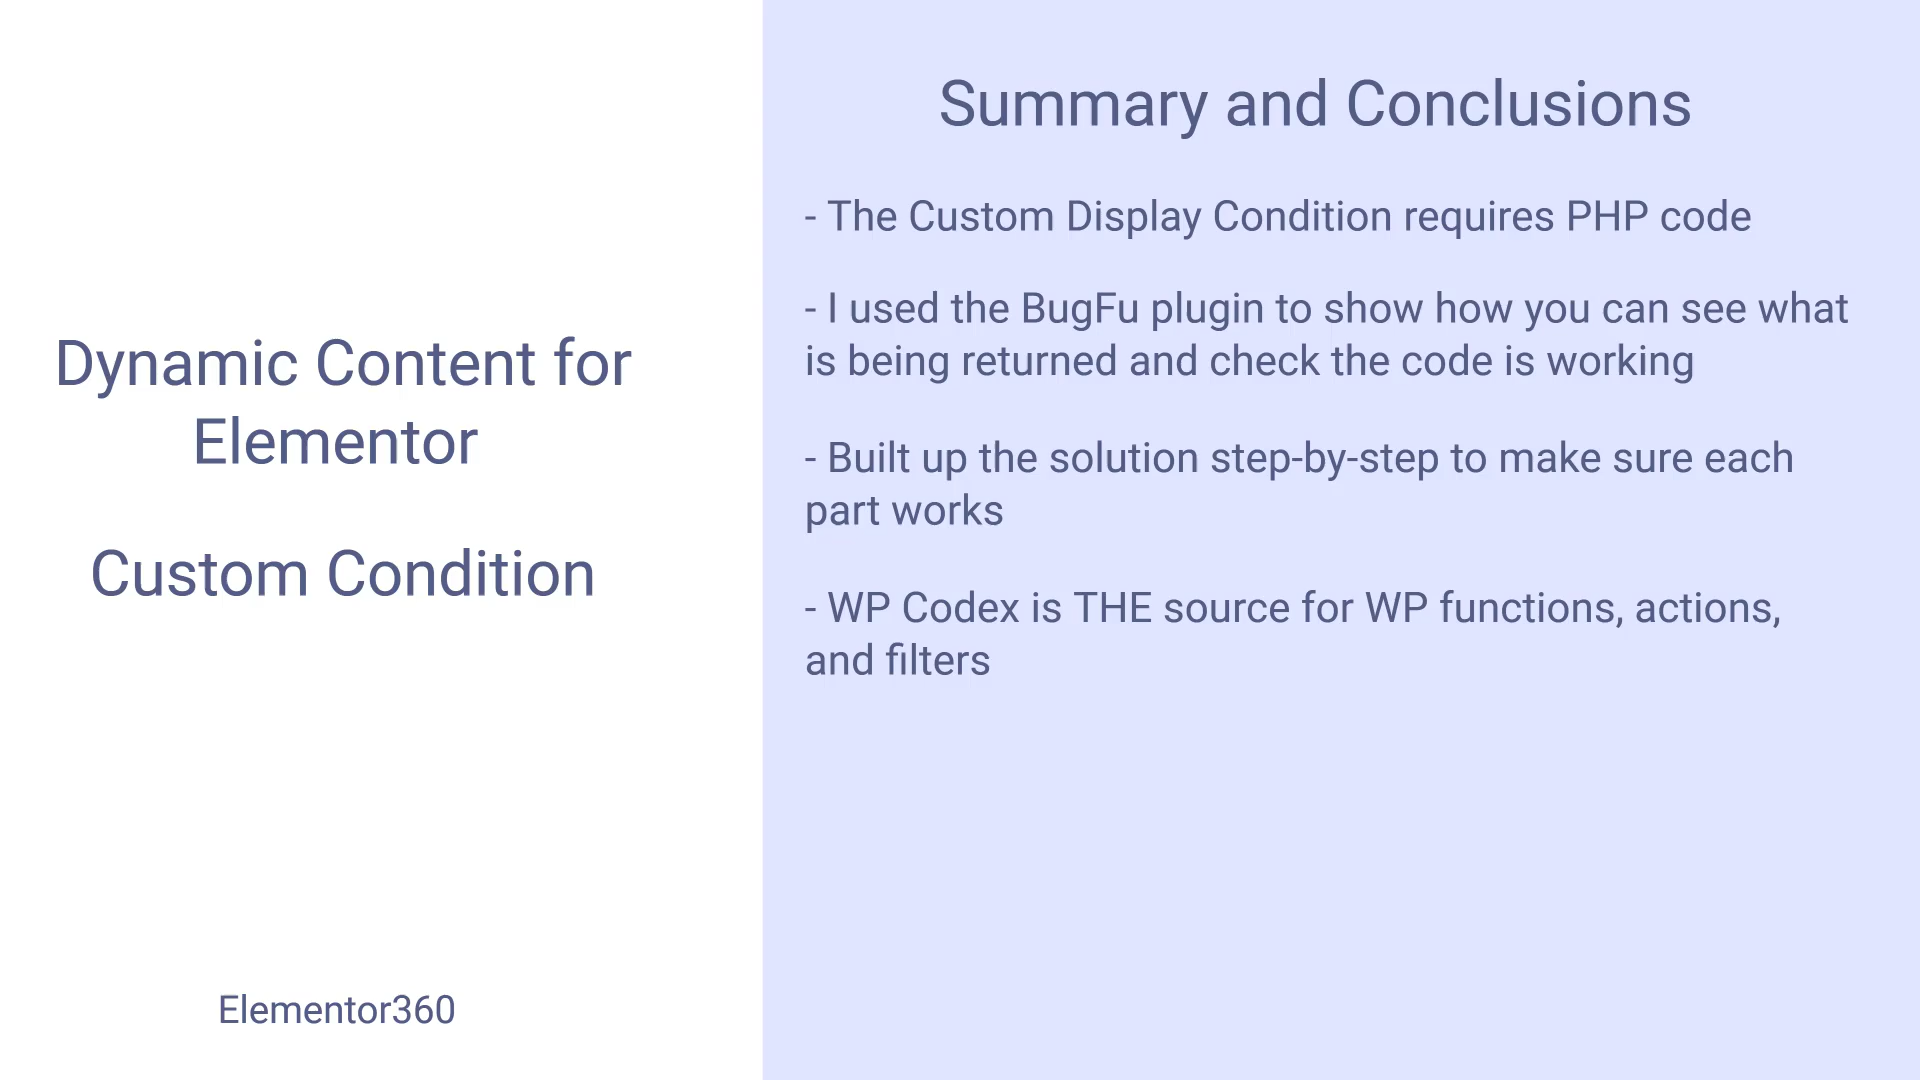 Dynamic Content for
Elementor
Custom Condition
Elementor360
Summary and Conclusions
- The Custom Display Condition requires PHP code
- I used the BugFu plugin to show how you can see what
is being returned and check the code is working
- Built up the solution step-by-step to make sure each
part works
- WP Codex is THE source for WP functions, actions,
and filters